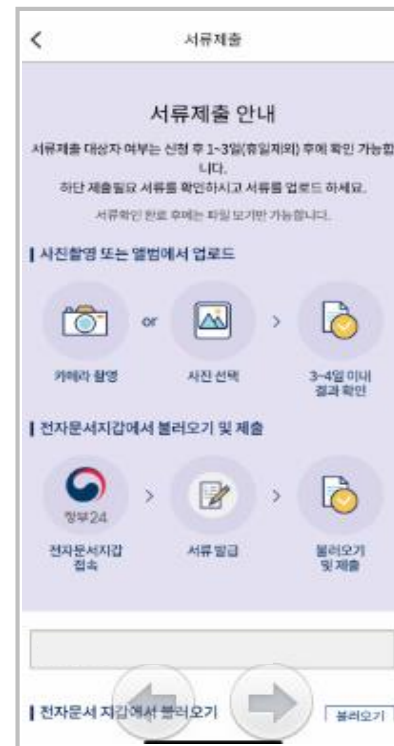 서류제출
서류제출 안내
서류제출 대상자 여부는 신청 후 1~3일(휴일제외) 후에 확인 가능합
니다.
하단 제출필요 서류를 확인하시고 서류를 업로드 하세요.
서류확인 완료 후에는 파일 보기만 가능합니다.
사진촬영 또는 앨범에서 업로드
or
카메라 촬영 사진 선택 3~4일 이내
결과 확인
전자문서지갑에서 불러오기 및 제출
정부24
전자문서지갑 서류 발급 불러오기
접속 및 제출
전자문서 지갑에서 불러오기 불러오기